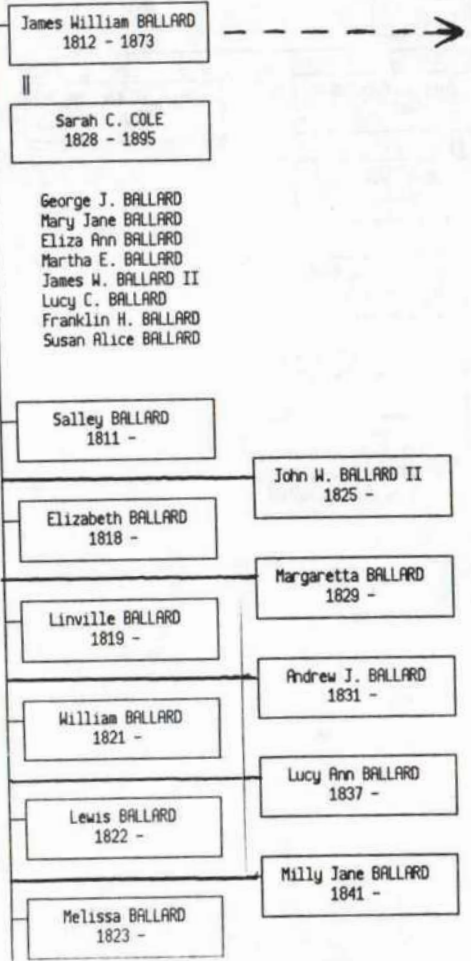 James William BALLARD
1812 - 1873
Sarah C. COLE
1828 - 1895
George J. BALLARD
Mary Jane BALLARD
Eliza Ann BALLARD
Martha E. BALLARD
James W. BALLARD II
Lucy C. BALLARD
Franklin H. BALLARD
Susan Alice BALLARD
Salley BALLARD
1811 -
John W. BALLARD II
1825 -
Elizabeth BALLARD
1818 -
Margaretta BALLARD
1829 -
Linville BALLARD
1819 -
Andrew J. BALLARD
1831 -
William BALLARD
1821 -
Lucy Ann BALLARD
1837 -
Lewis BALLARD
1822 -
Milly Jane BALLARD
1841 -
Melissa BALLARD
1823 -